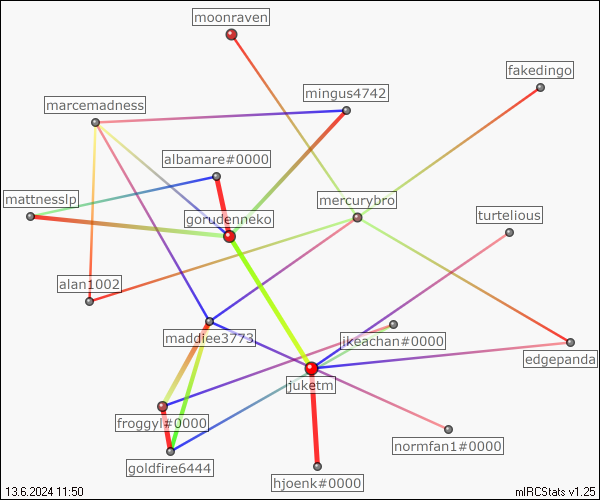 moonraven
fakedingo
mingus4742
marcemadness
albamare#0000
mattnesslp
mercurybro
gorudenneko
turtelious
alan1002
maddiee3773
ikeachan#0000
edgepanda
juketm
froggyl#0000
normfan1#0000
goldfire6444
hjoenk#0000
13.6.2024 11:50
mIRCStats v1.25